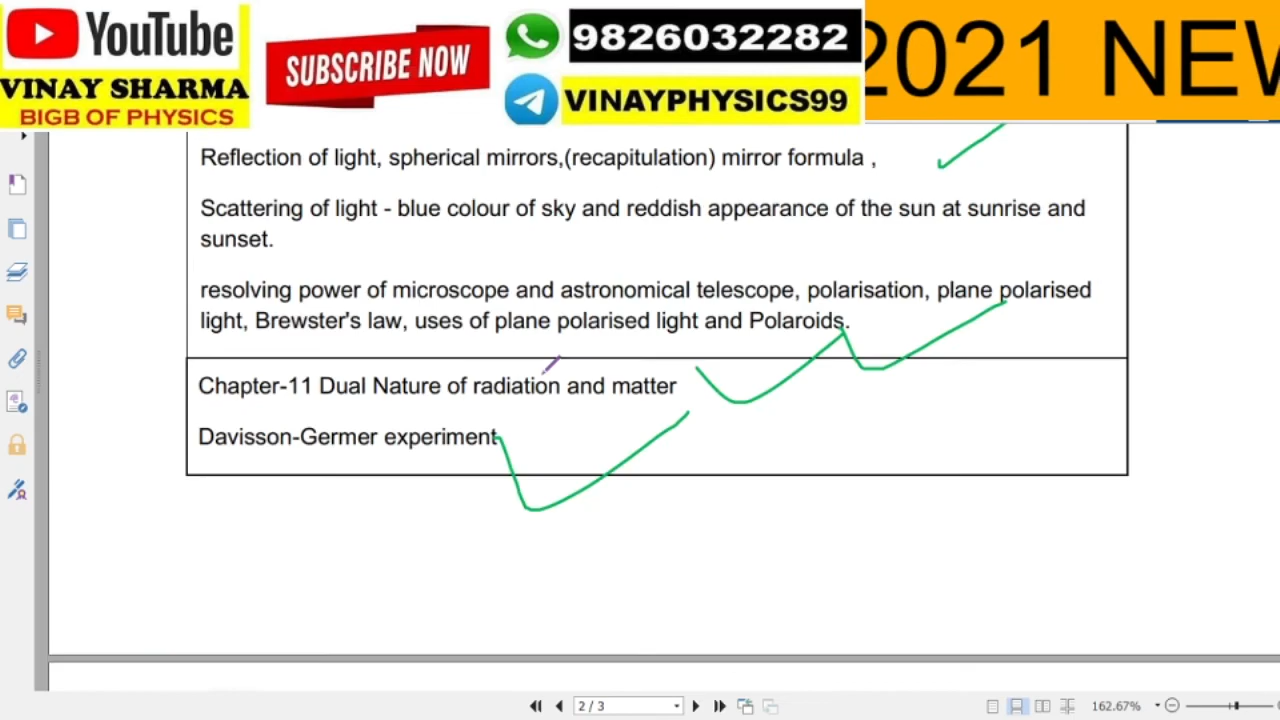 YouTube
VINAY SHARMA
BIGB OF PHYSICS
SUBSCRIBE NOW
9826032282
VINAYPHYSICS99
2021 NEW
Reflection of light, spherical mirrors,(recapitulation) mirror formula ,
Scattering of light - blue colour of sky and reddish appearance of the sun at sunrise and
sunset.
resolving power of microscope and astronomical telescope, polarisation, plane polarised
light, Brewster's law, uses of plane polarised light and Polaroids.
Chapter-11 Dual Nature of radiation and matter
Davisson-Germer experiment
2 / 3
162.67%